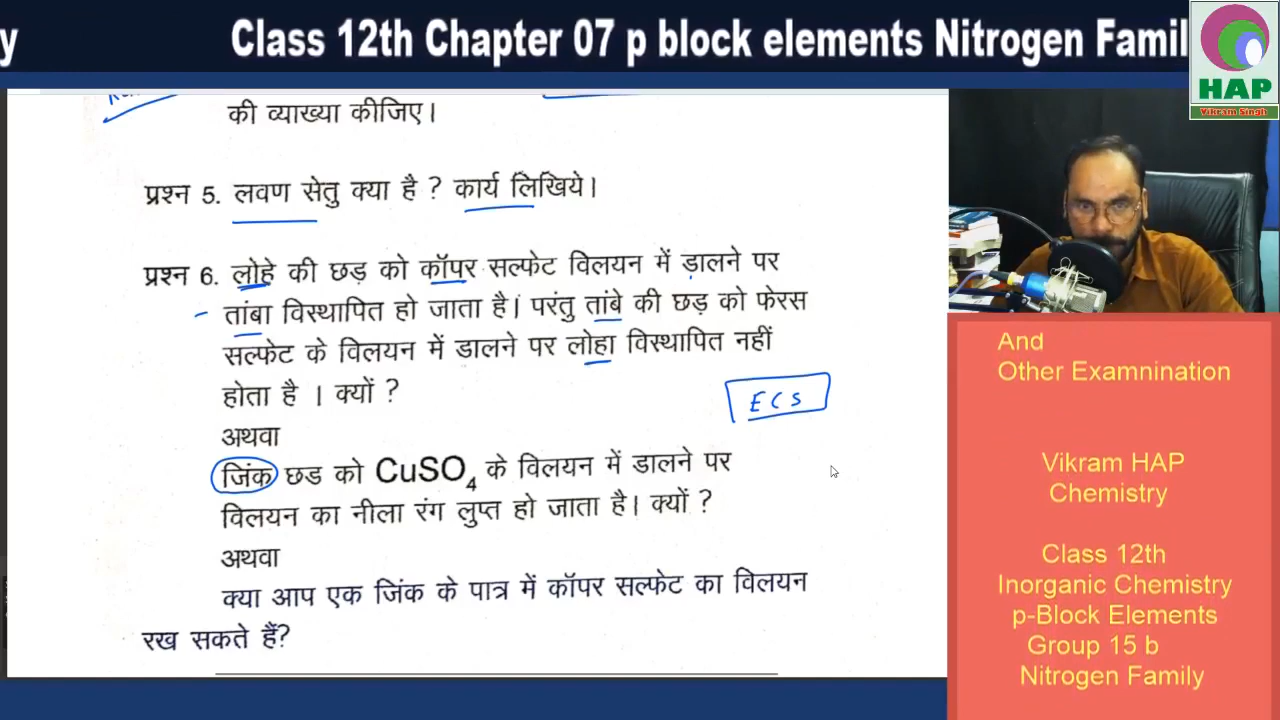 y
Class 12th Chapter 07 p block elements Nitrogen Famil
HAP
Vikram Singh
की व्याख्या कीजिए।
प्रश्न 5. लवण सेतु क्या है ? कार्य लिखिये।
प्रश्न 6. लोहे की छड़ को कॉपर सल्फेट विलयन में ड़ालने पर
तांबा विस्थापित हो जाता है। परंतु तांबे की छड़ को फेरस
सल्फेट के विलयन में डालने पर लोहा विस्थापित नहीं
होता है । क्यों ?
E C S
अथवा
जिंक छड को CuSO4 के विलयन में डालने पर
विलयन का नीला रंग लुप्त हो जाता है। क्यों ?
अथवा
क्या आप एक जिंक के पात्र में कॉपर सल्फेट का विलयन
रख सकते हैं?
And
Other Examnination
Vikram HAP
Chemistry
Class 12th
Inorganic Chemistry
p-Block Elements
Group 15 b
Nitrogen Family